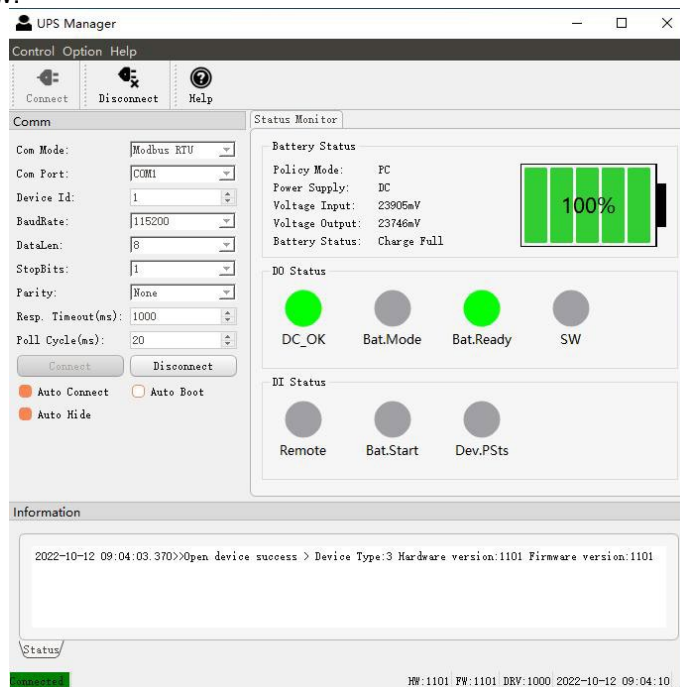 UPS Manager
Control Option Help
Connect Disconnect Help
Comm
Status Monitor
Com Mode: Modbus RTU
Com Port: COM1
Device Id: 1
BaudRate: 115200
DataLen: 8
StopBits: 1
Parity: None
Resp. Timeout(ms): 1000
Poll Cycle(ms): 20
Connect Disconnect
Auto Connect Auto Boot
Auto Hide
Battery Status
Policy Mode: PC
Power Supply: DC
Voltage Input: 23905mV
Voltage Output: 23746mV
Battery Status: Charge Full
100%
DO Status
DC_OK Bat.Mode Bat.Ready SW
DI Status
Remote Bat.Start Dev.PSts
Information
2022-10-12 09:04:03.370>>Open device success > Device Type:3 Hardware version:1101 Firmware version:1101
Status
Connected
HW:1101 FW:1101 DRV:1000 2022-10-12 09:04:10